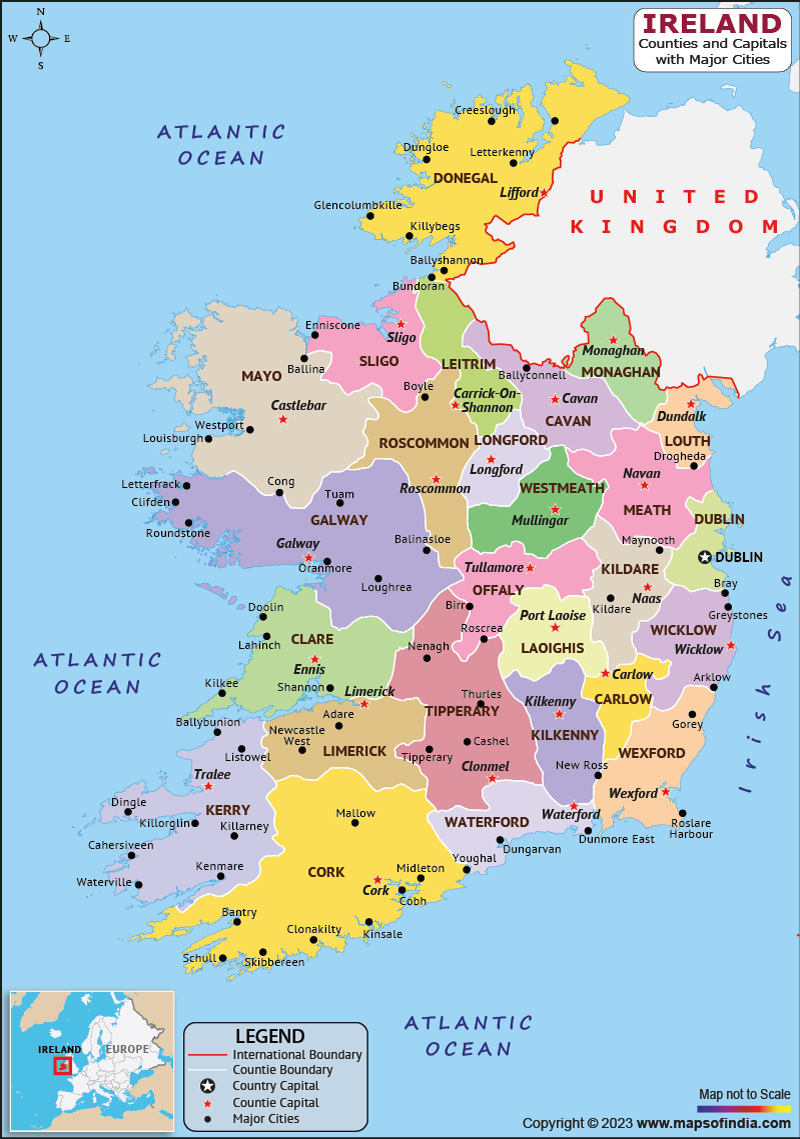 N
W
E
S
IRELAND
Counties and Capitals
with Major Cities
ATLANTIC
OCEAN
Creeslough
Dungloe
Letterkenny
DONEGAL
Lifford
UNITED
KINGDOM
Glencolumbkille
Killybegs
Ballyshannon
Bundoran
Enniscone
Sligo
Monaghan
SLIGO
LEITRIM
MONAGHAN
MAYO
Ballina
Ballyconnell
Boyle
Carrick-On-
Shannon
Cavan
Castlebar
CAVAN
Dundalk
Westport
Louisburgh
ROSCOMMON
LONGFORD
LOUTH
Drogheda
Longford
Navan
Letterfrack
Cong
Roscommon
WESTMEATH
Clifden
Tuam
MEATH
GALWAY
Mullingar
DUBLIN
Roundstone
Galway
Balinasloe
Maynooth
DUBLIN
Oranmore
Tullamore
KILDARE
Loughrea
OFFALY
Naas
Bray
Doolin
Birr
Port Laoise
Kildare
Greystones
CLARE
Roscrea
WICKLOW
Lahinch
Nenagh
LAOIGHIS
Wicklow
ATLANTIC
OCEAN
Ennis
Carlow
Irish Sea
Kilkee
Shannon
Limerick
Thurles
Kilkenny
CARLOW
Arklow
Ballybunion
Adare
TIPPERARY
Gorey
Newcastle
West
LIMERICK
Cashel
KILKENNY
WEXFORD
Listowel
Tipperary
Clonmel
New Ross
Tralee
Wexford
Dingle
KERRY
Mallow
WATERFORD
Waterford
Roslare
Harbour
Killorglin
Killarney
Dunmore East
Cahersiveen
Dungarvan
Youghal
Kenmare
CORK
Midleton
Waterville
Cork
Cobh
Bantry
Clonakilty
Kinsale
Schull
Skibbereen
ATLANTIC
OCEAN
IRELAND
EUROPE
LEGEND
International Boundary
Countie Boundary
Country Capital
Countie Capital
Major Cities
Map not to Scale
Copyright © 2023 www.mapsofindia.com